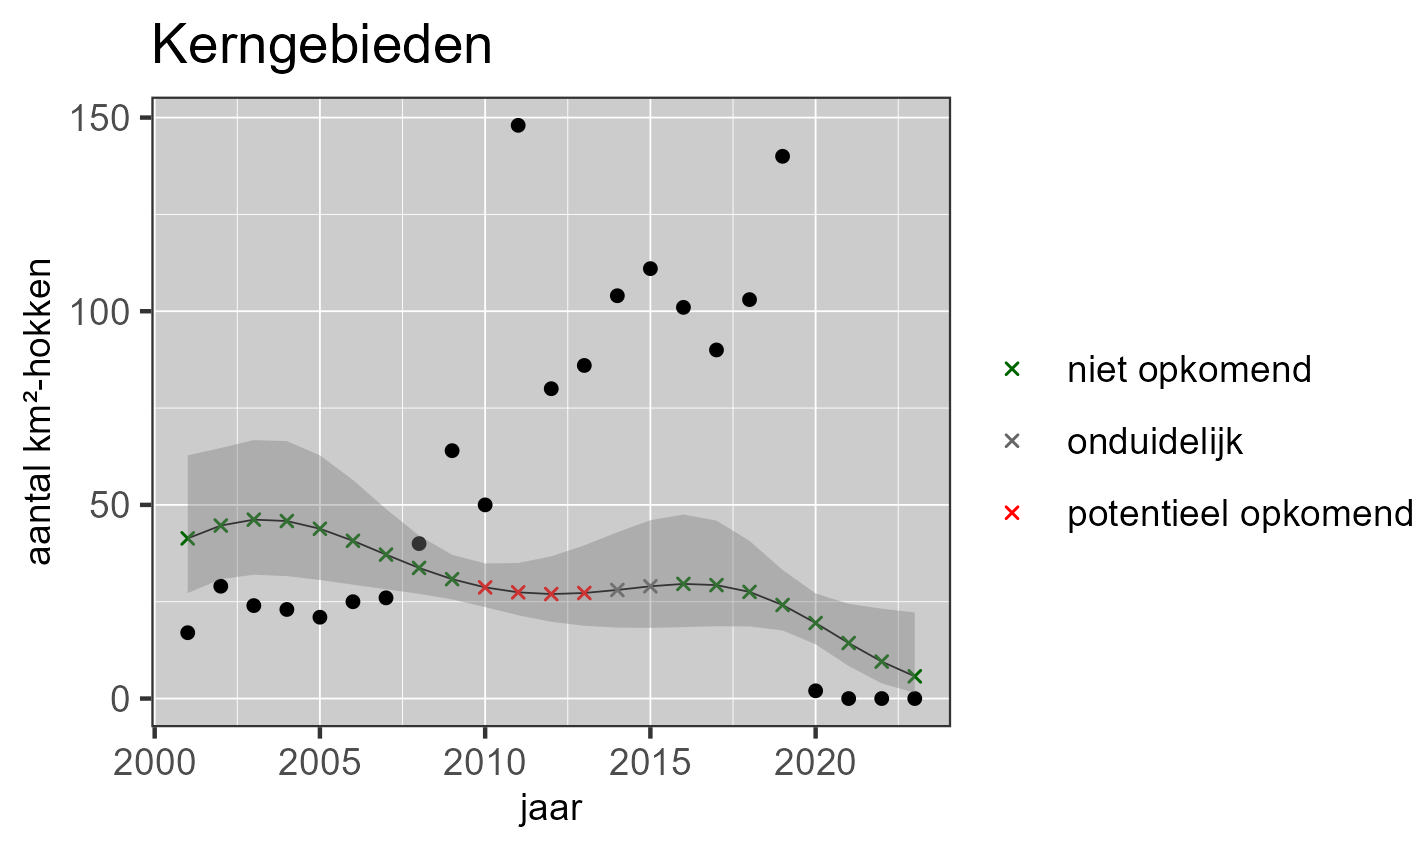 Kerngebieden
150
100
50
0
aantal km²-hokken
2000 2005 2010 2015 2020
jaar
niet opkomend
onduidelijk
potentieel opkomend